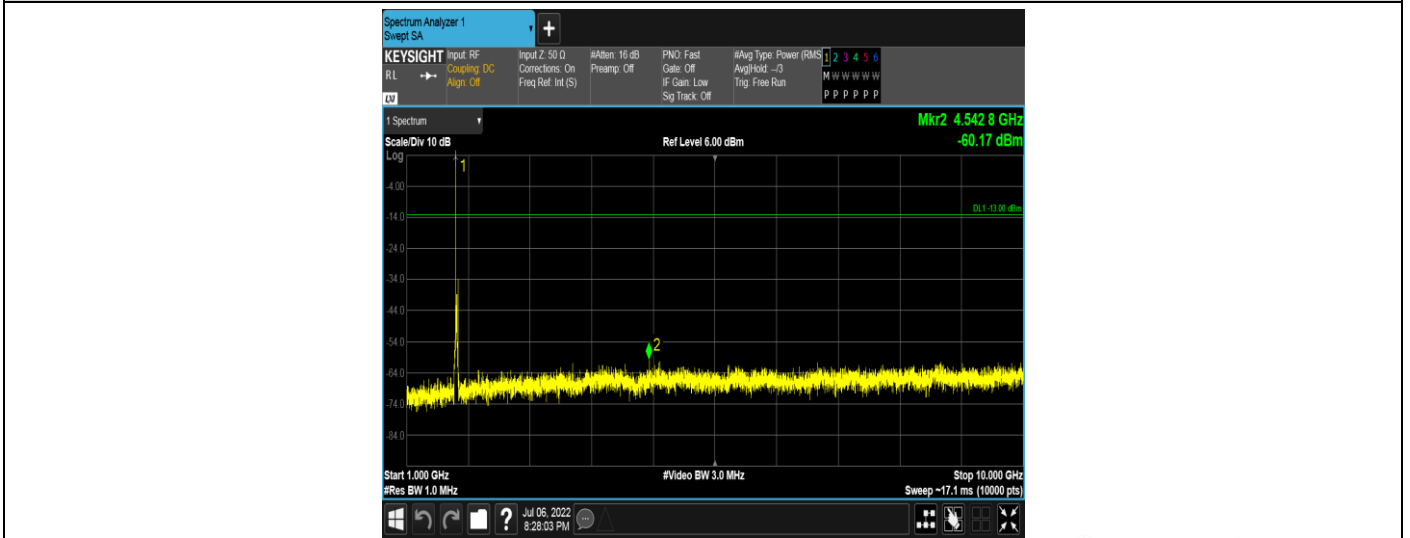 Spectrum Analyzer 1
Swept SA
+
KEYSIGHT Input: RF Input Z: 50 Ω #Atten: 16 dB PNO: Fast #Avg Type: Power (RMS 1 2 3 4 5 6
RL Coupling: DC Corrections: On Preamp: Off Gate: Off Avg|Hold: --/3 M W W W W W
Align: Off Freq Ref: Int (S) IF Gain: Low Trig: Free Run
Sig Track: Off P P P P P P
LXI
1 Spectrum Mkr2 4.542 8 GHz
Scale/Div 10 dB Ref Level 6.00 dBm -60.17 dBm
Log
1
-4.00
DL1 -13.00 dBm
-14.0
-24.0
-34.0
-44.0
-54.0
2
-64.0
-74.0
-84.0
Start 1.000 GHz #Video BW 3.0 MHz Stop 10.000 GHz
#Res BW 1.0 MHz Sweep ~17.1 ms (10000 pts)
? Jul 06, 2022
8:28:03 PM